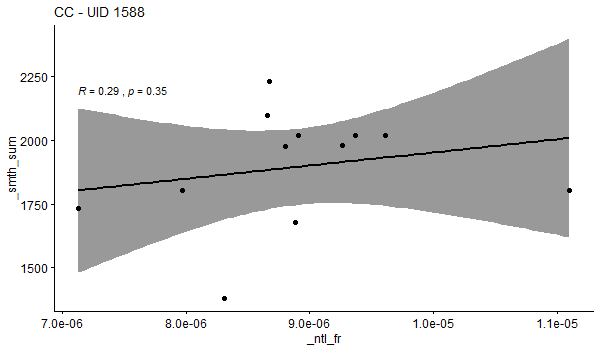 CC - UID 1588
R = 0.29 , p = 0.35
2250
2000
1750
1500
_smth_sum
7.0e-06 8.0e-06 9.0e-06 1.0e-05 1.1e-05
_ntl_fr